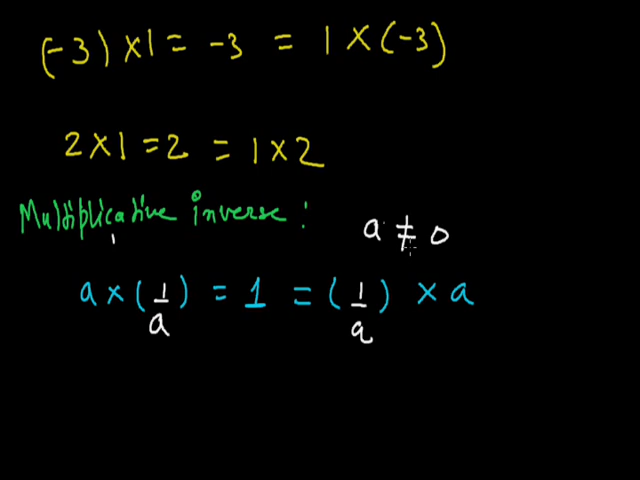 (-3) × 1 = -3 = 1 × (-3)
2 × 1 = 2 = 1 × 2
Multiplicative inverse :
a ≠ 0
a × (1/a) = 1 = (1/a) × a